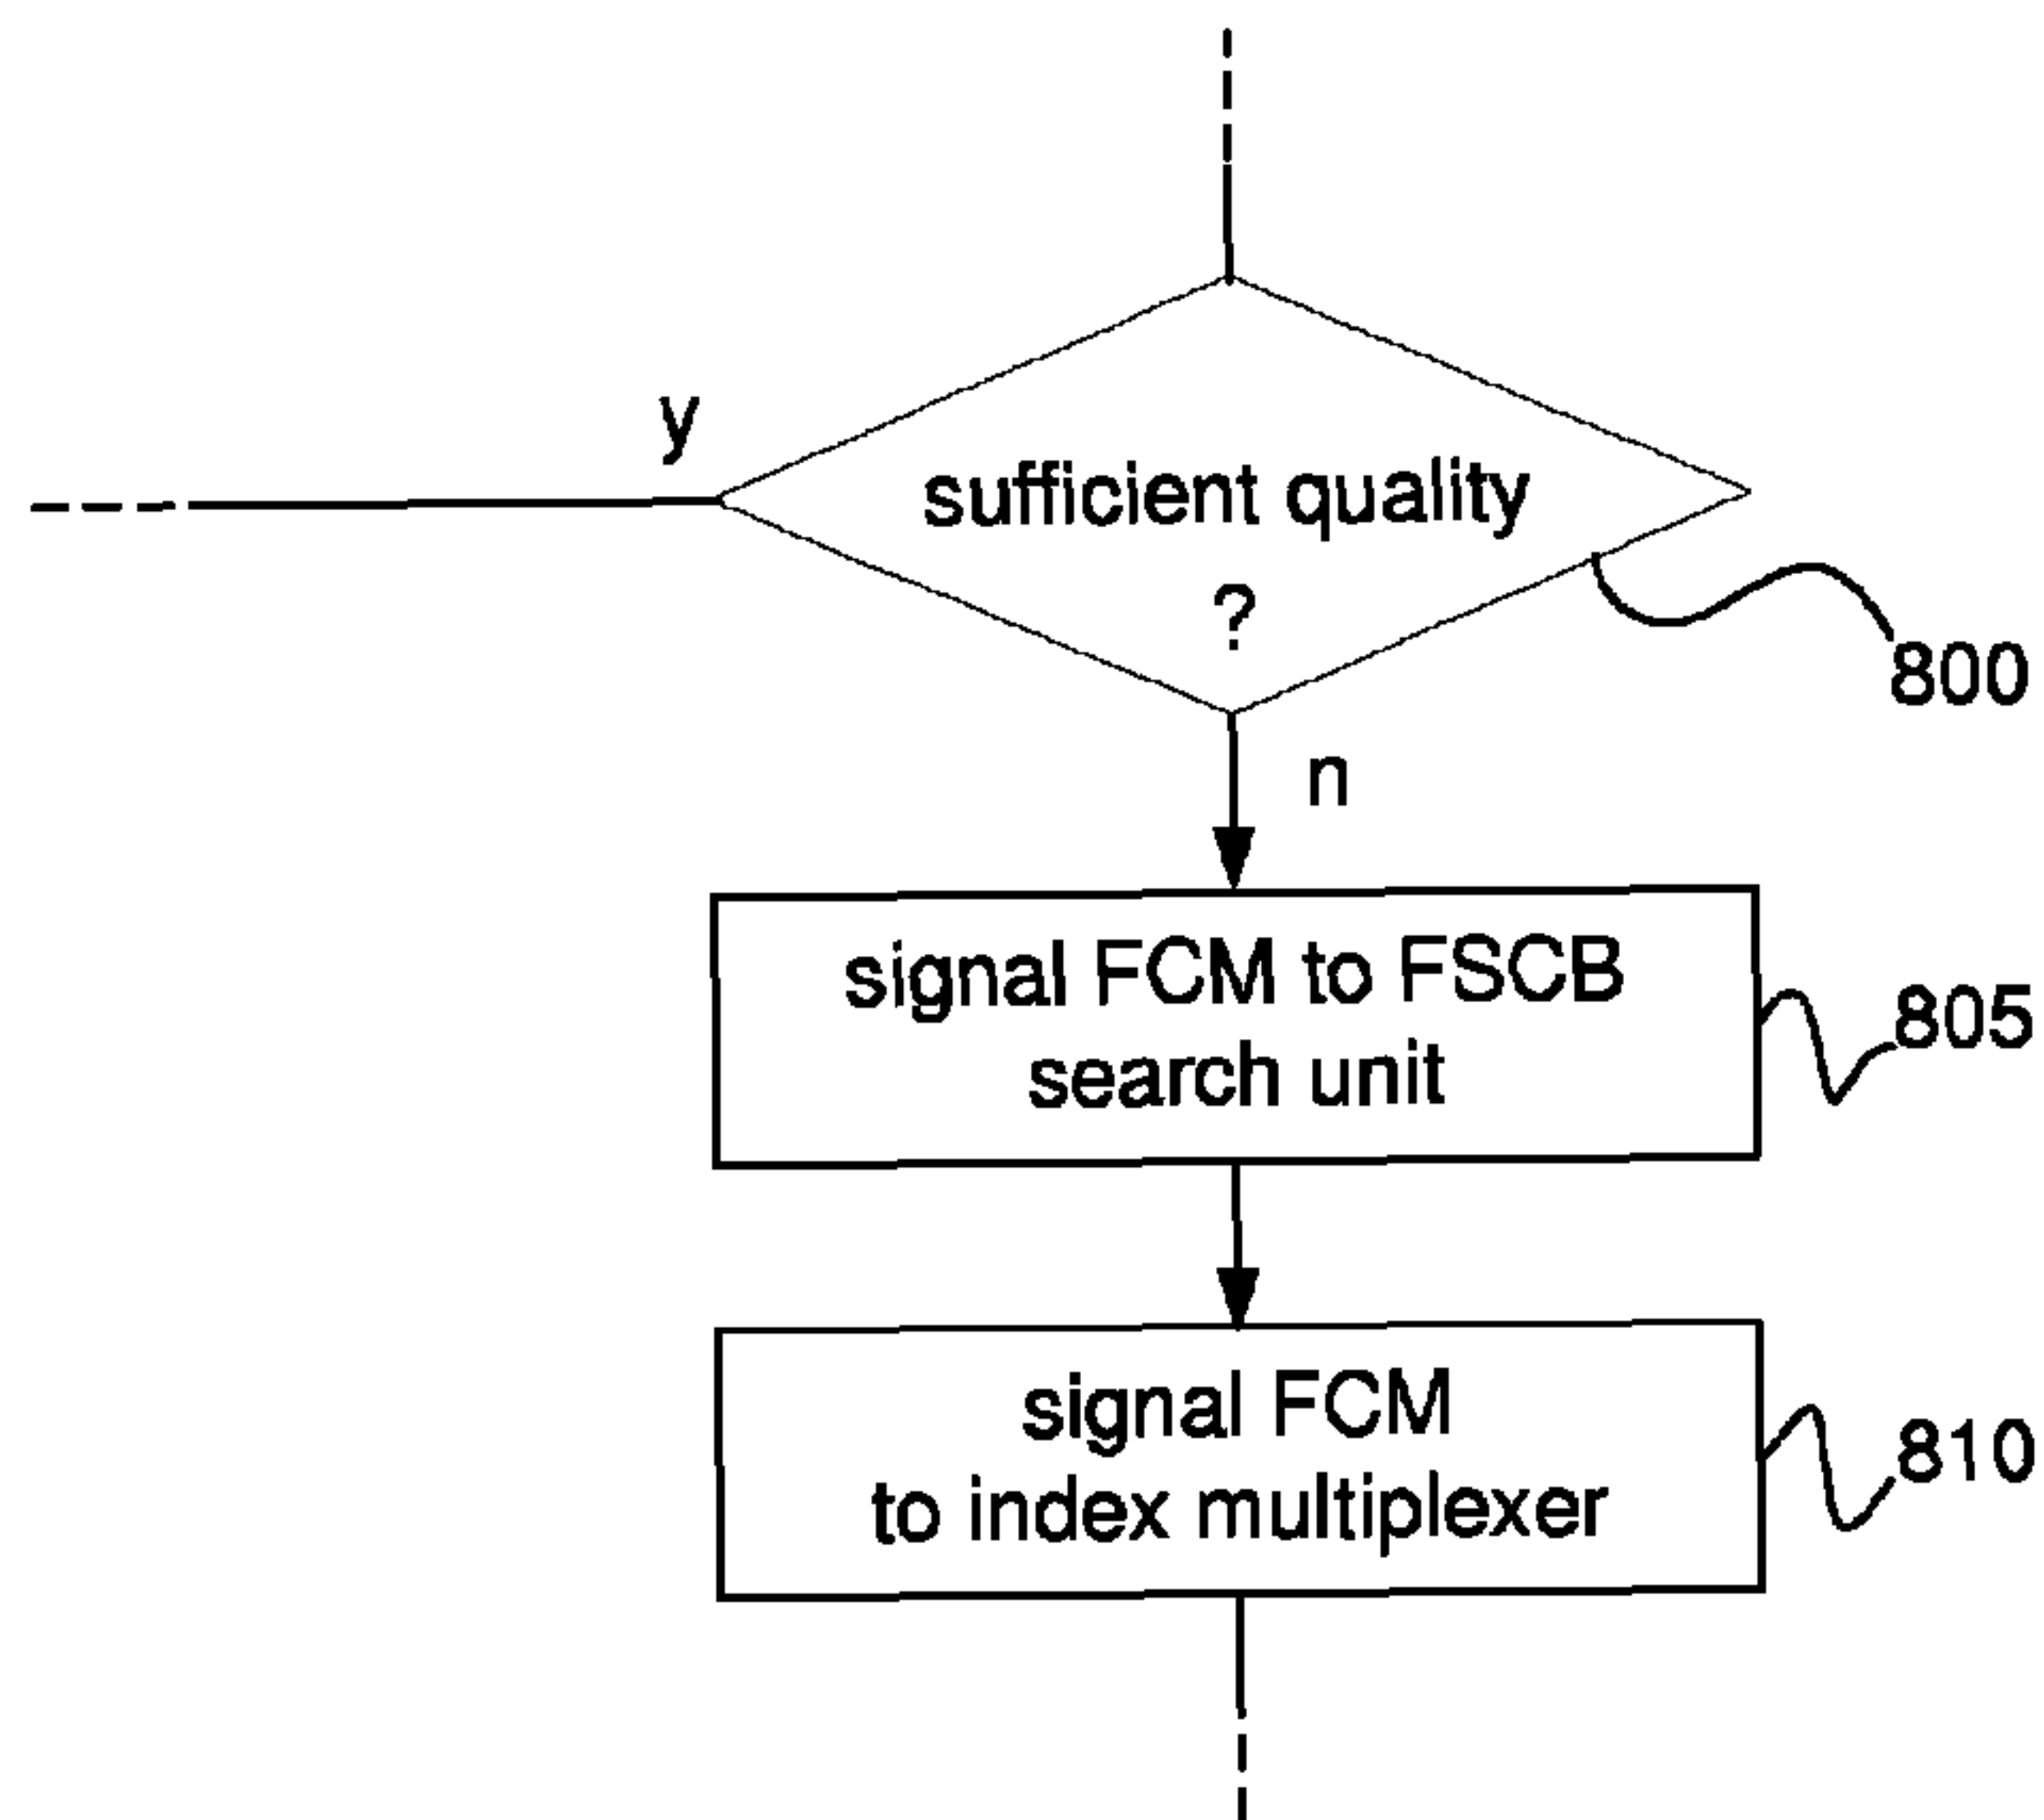 y
sufficient quality
?
800
n
signal FCM to FSCB
search unit
805
signal FCM
to index multiplexer
810